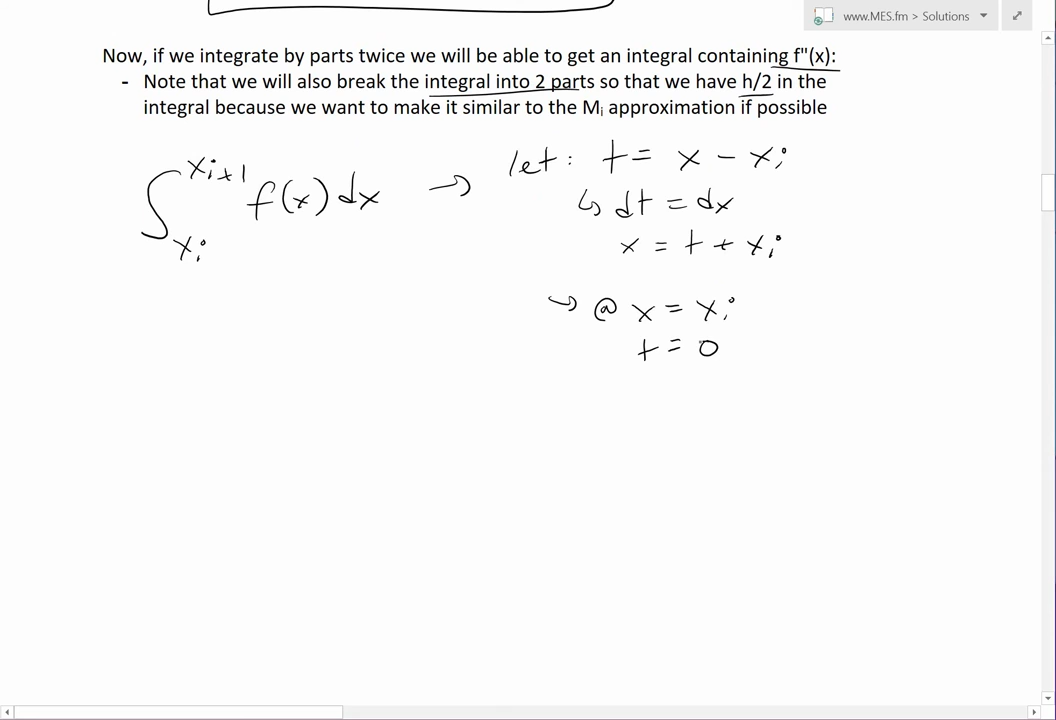 www.MES.fm > Solutions
Now, if we integrate by parts twice we will be able to get an integral containing f"(x):
- Note that we will also break the integral into 2 parts so that we have h/2 in the
integral because we want to make it similar to the Mᵢ approximation if possible
∫_{xᵢ}^{xᵢ₊₁} f(x) dx →
let: t = x - xᵢ
↳ dt = dx
x = t + xᵢ
→ @ x = xᵢ
t = 0